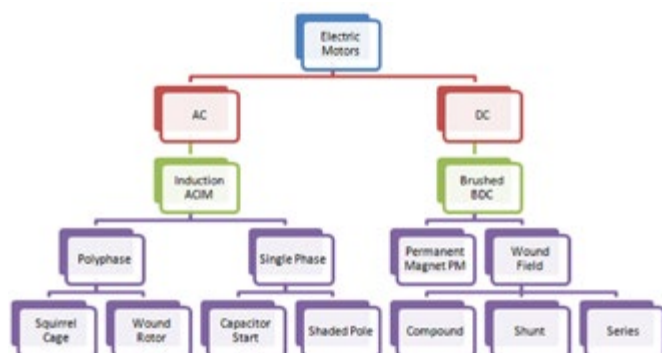 Electric
Motors
AC
DC
Induction
ACIM
Brushed
BDC
Polyphase
Single Phase
Permanent
Magnet PM
Wound
Field
Squirrel
Cage
Wound
Rotor
Capacitor
Start
Shaded Pole
Compound
Shunt
Series